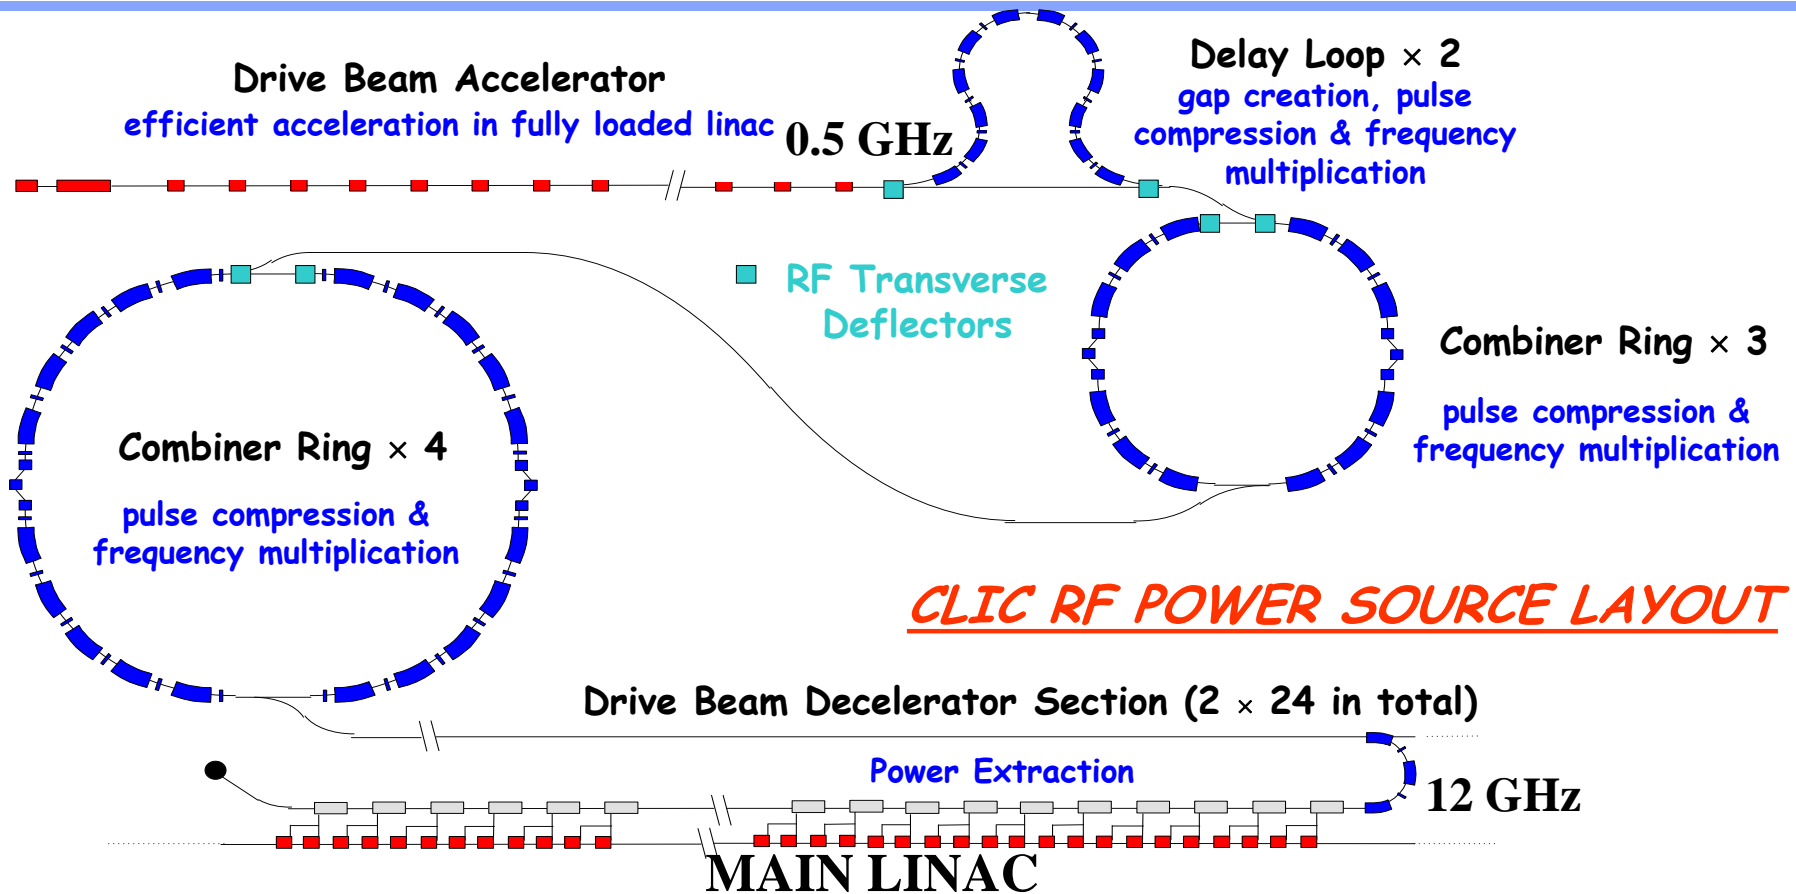 Drive Beam Accelerator
efficient acceleration in fully loaded linac
0.5 GHz
Delay Loop × 2
gap creation, pulse
compression & frequency
multiplication
RF Transverse
Deflectors
Combiner Ring × 3
pulse compression &
frequency multiplication
Combiner Ring × 4
pulse compression &
frequency multiplication
CLIC RF POWER SOURCE LAYOUT
Drive Beam Decelerator Section (2 × 24 in total)
Power Extraction
12 GHz
MAIN LINAC